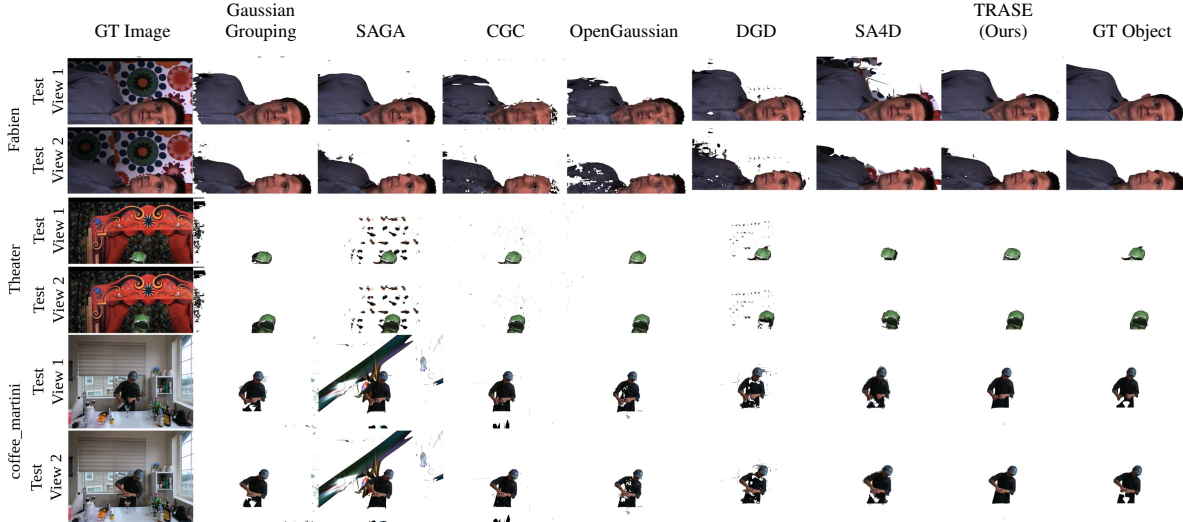 GT Image
Gaussian
Grouping
SAGA
CGC
OpenGaussian
DGD
SA4D
TRASE
(Ours)
GT Object
Fabien
Test
View 1
Test
View 2
Theater
Test
View 1
Test
View 2
coffee_martini
Test
View 1
Test
View 2